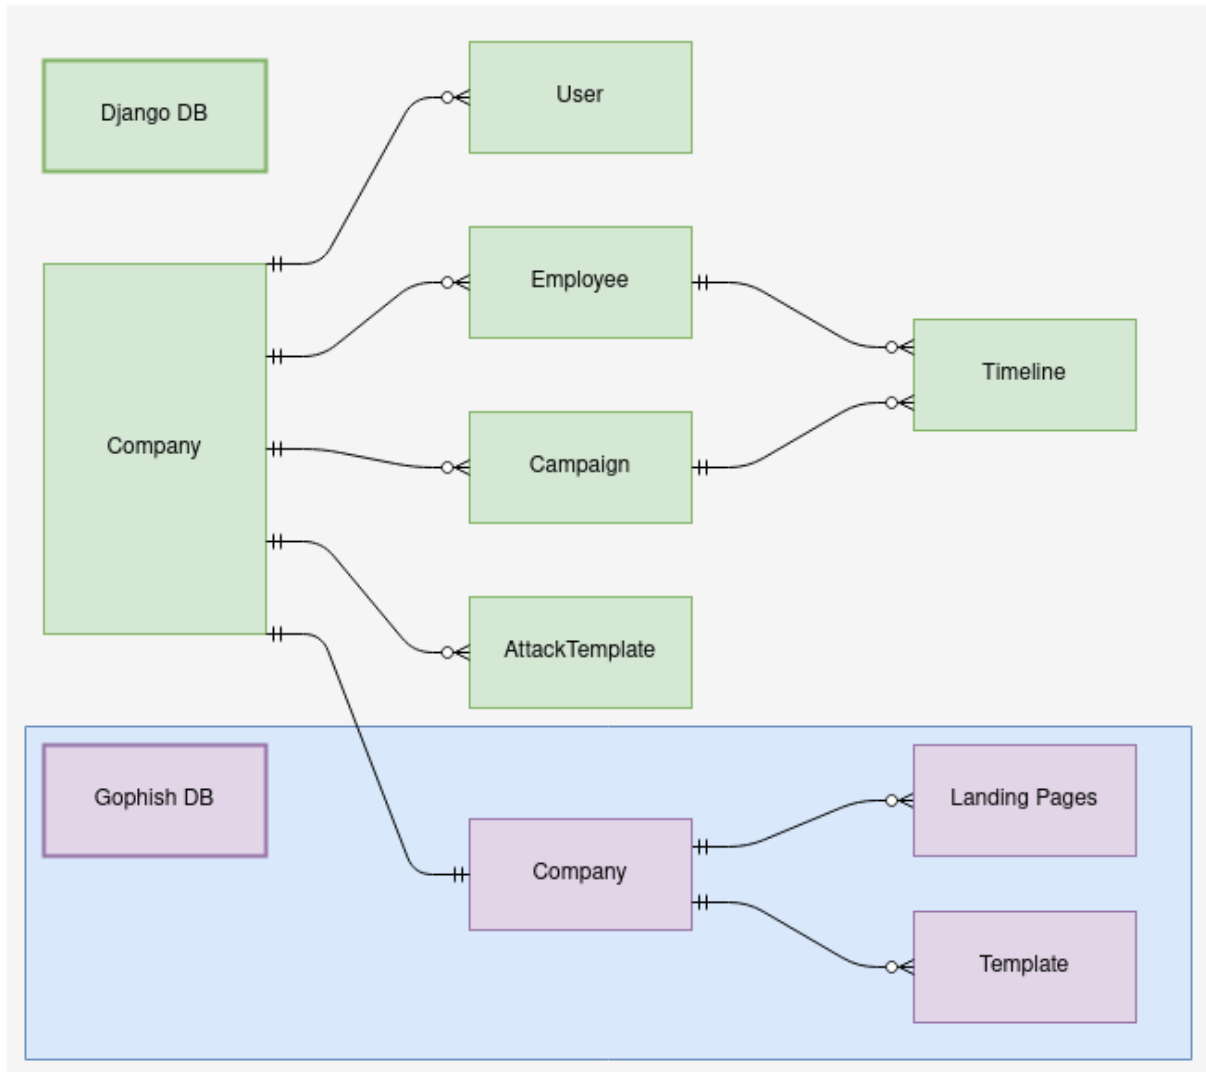 Django DB
User
Employee
Timeline
Company
Campaign
AttackTemplate
Gophish DB
Landing Pages
Company
Template